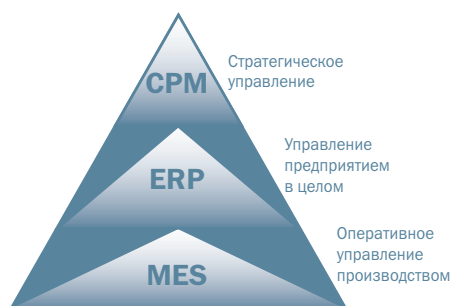 CPM
Стратегическое
управление
ERP
Управление
предприятием
в целом
MES
Оперативное
управление
производством